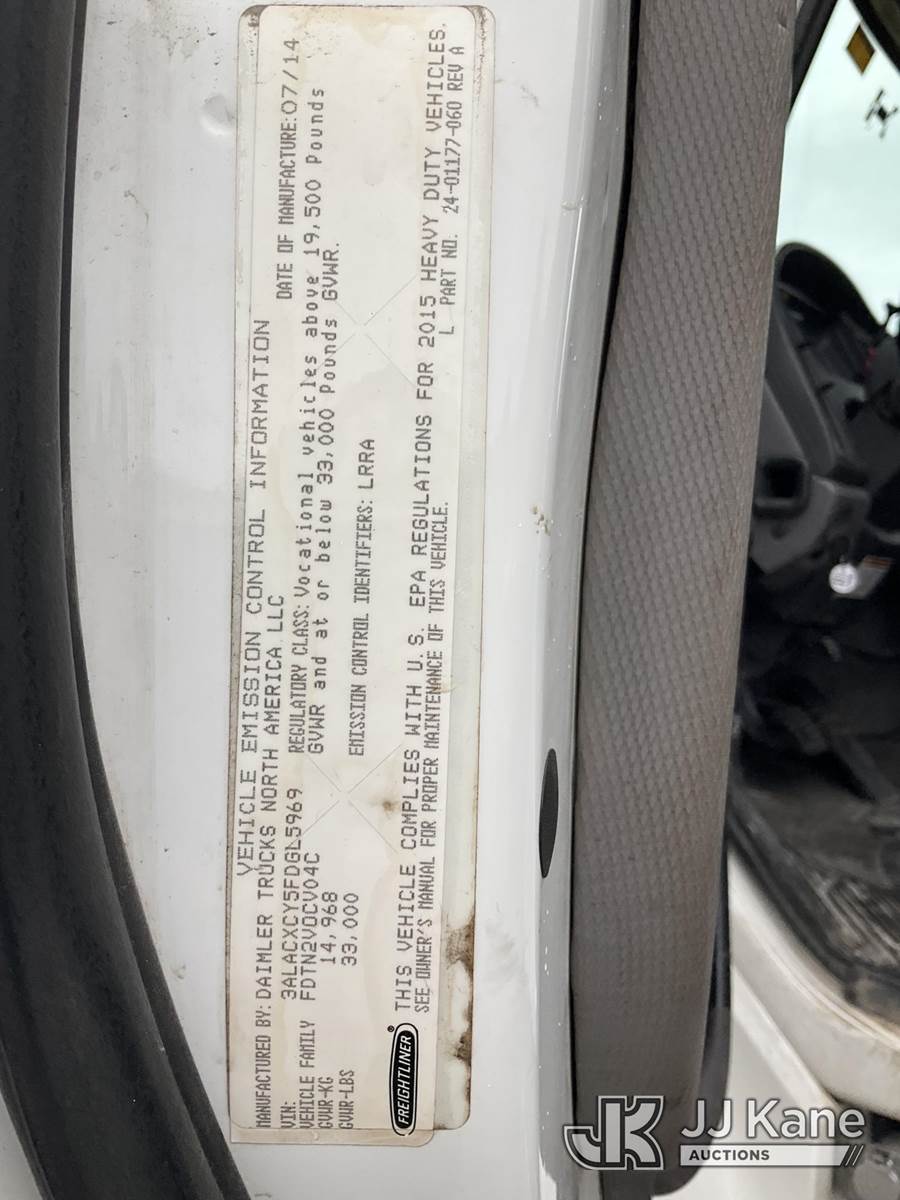 VEHICLE EMISSION CONTROL INFORMATION
MANUFACTURED BY: DAIMLER TRUCKS NORTH AMERICA LLC DATE OF MANUFACTURE: 07/14
VIN: 3ALACXCY5FDGL5969 REGULATORY CLASS: Vocational vehicles above 19,500 Pounds
VEHICLE FAMILY FDTN2VOCV04C GVWR and at or below 33,000 Pounds GVWR.
GVWR-KG 14,968
GVWR-LBS 33,000 EMISSION CONTROL IDENTIFIERS: LRRA
FREIGHTLINER®
THIS VEHICLE COMPLIES WITH U.S. EPA REGULATIONS FOR 2015 HEAVY DUTY VEHICLES.
SEE OWNER'S MANUAL FOR PROPER MAINTENANCE OF THIS VEHICLE. L PART NO. 24-01177-060 REV A
JK JJ Kane
AUCTIONS